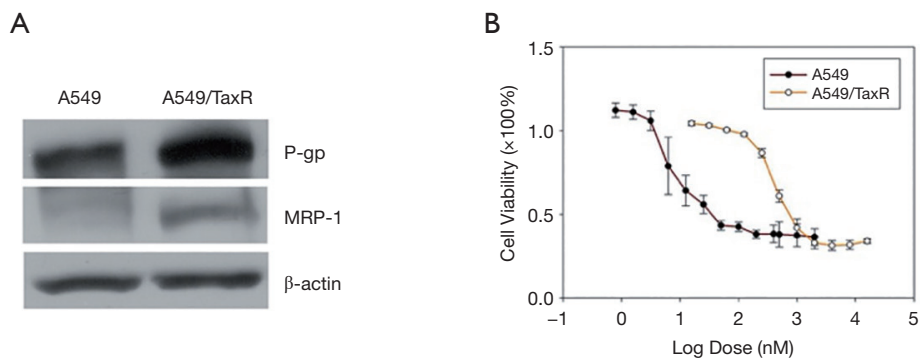 A
A549 A549/TaxR
P-gp
MRP-1
β-actin
B
1.5
1.0
0.5
0.0
Cell Viability (×100%)
A549
A549/TaxR
−1 0 1 2 3 4 5
Log Dose (nM)